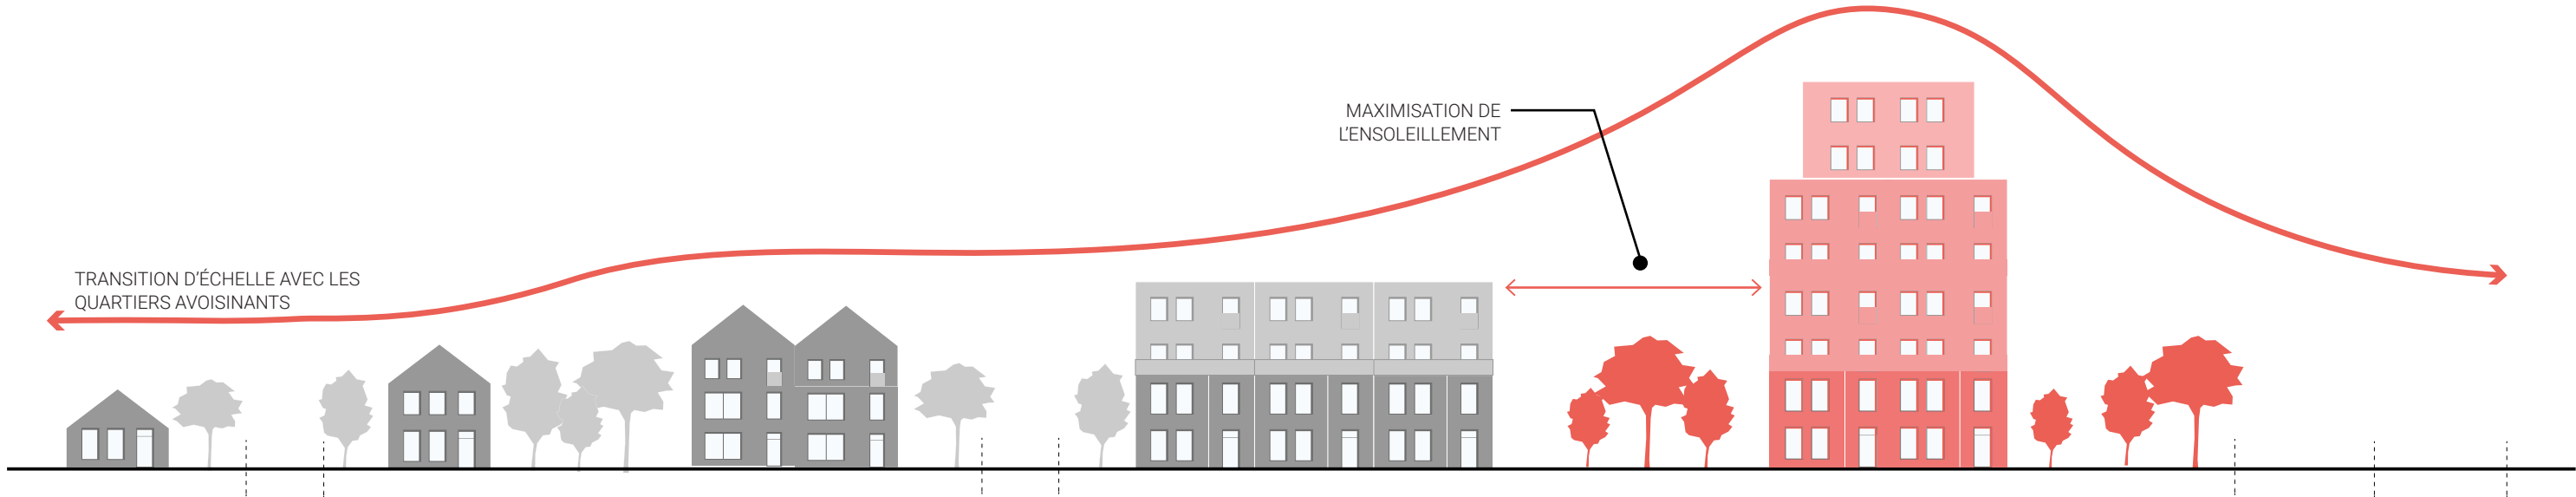 MAXIMISATION DE
L'ENSOLEILLEMENT
TRANSITION D'ÉCHELLE AVEC LES
QUARTIERS AVOISINANTS